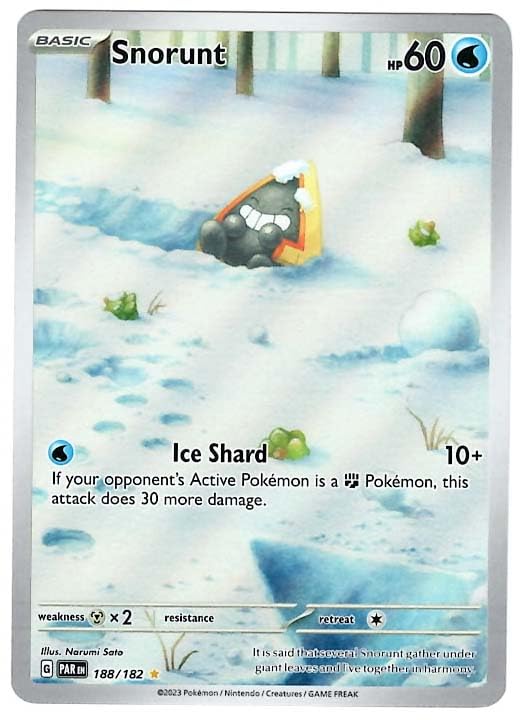 BASIC Snorunt HP60
Ice Shard 10+
If your opponent's Active Pokémon is a Pokémon, this
attack does 30 more damage.
weakness ×2 resistance retreat
Illus. Narumi Sato
It is said that several Snorunt gather under
giant leaves and live together in harmony.
G PAR EN 188/182
©2023 Pokémon / Nintendo / Creatures / GAME FREAK